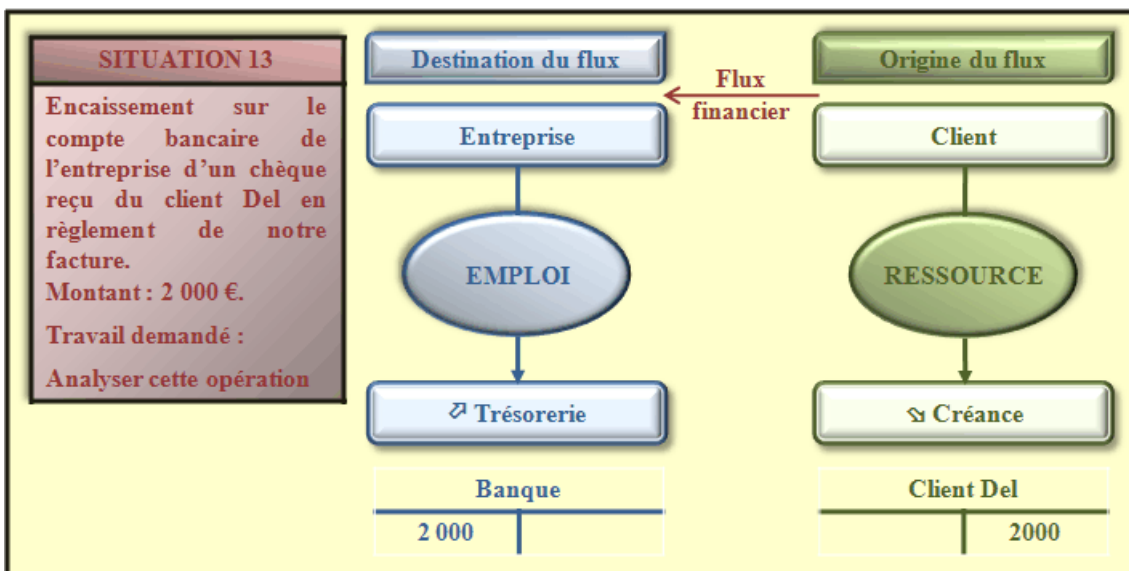 SITUATION 13
Encaissement sur le
compte bancaire de
l'entreprise d'un chèque
reçu du client Del en
règlement de notre
facture.
Montant : 2 000 €.
Travail demandé :
Analyser cette opération
Destination du flux
Origine du flux
Flux
financier
Entreprise
Client
EMPLOI
RESSOURCE
⬀ Trésorerie
⬂ Créance
Banque
2 000
Client Del
2000